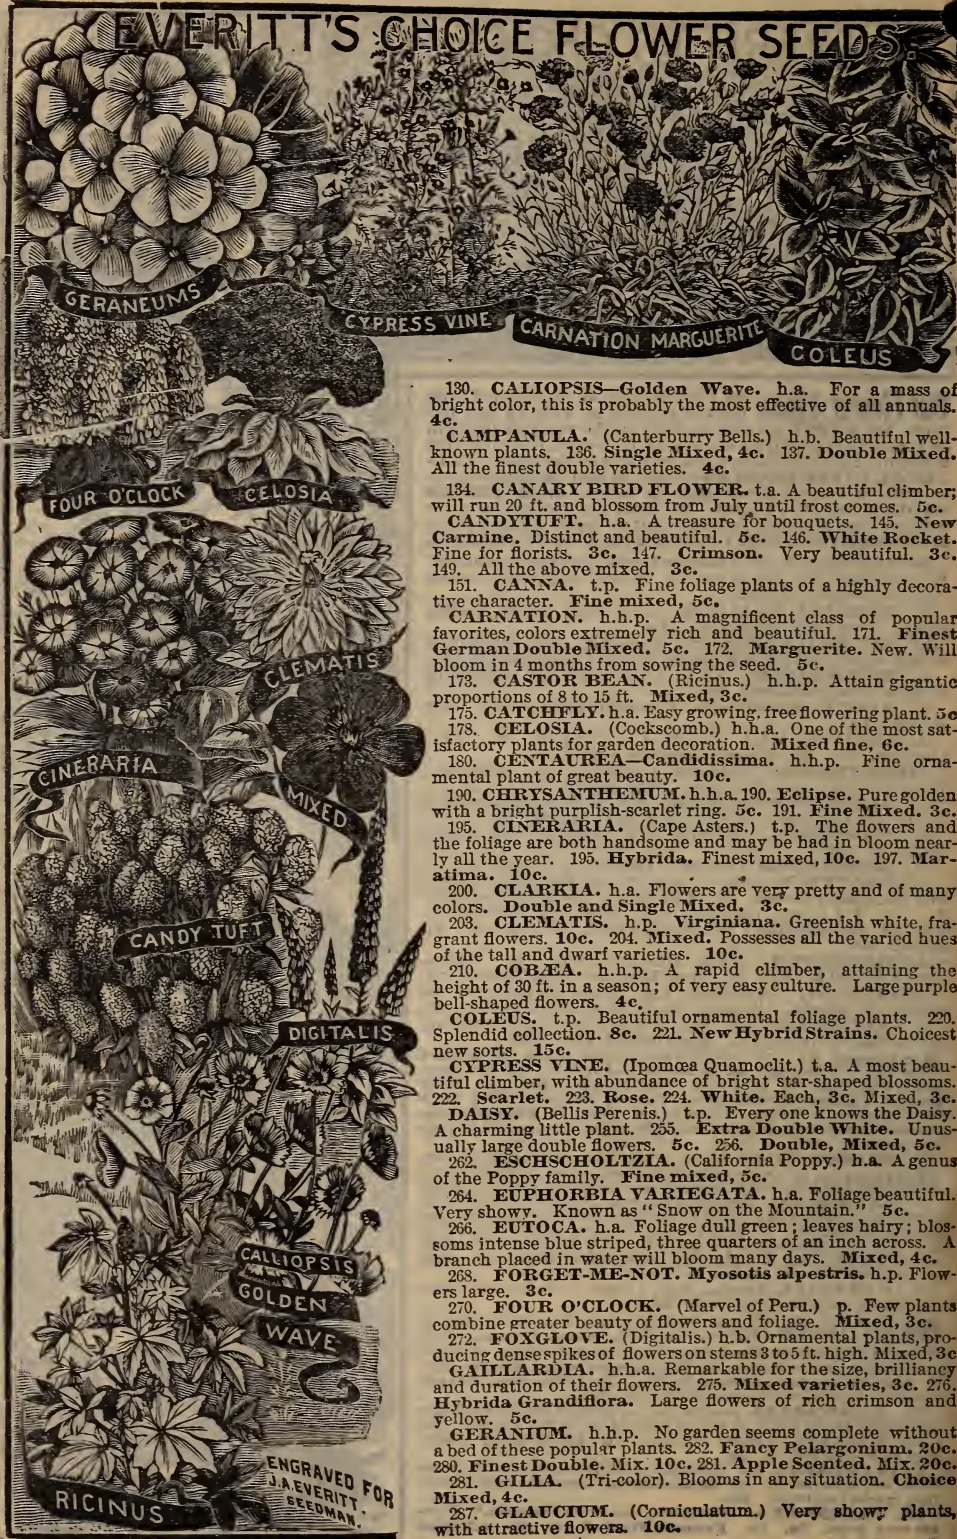 EVERITT'S CHOICE FLOWER SEEDS.
GERANEUMS
CYPRESS VINE
CARNATION MARGUERITE
COLEUS
FOUR O'CLOCK
CELOSIA
CLEMATIS
CINERARIA
MIXED
CANDY TUFT
DIGITALIS
CALLIOPSIS
GOLDEN
WAVE
RICINUS
ENGRAVED FOR
J.A.EVERITT
SEEDMAN.
130. CALIOPSIS—Golden Wave. h.a. For a mass of
bright color, this is probably the most effective of all annuals.
4c.
CAMPANULA. (Canterburry Bells.) h.b. Beautiful well-
known plants. 136. Single Mixed, 4c. 137. Double Mixed.
All the finest double varieties. 4c.
134. CANARY BIRD FLOWER. t.a. A beautiful climber;
will run 20 ft. and blossom from July until frost comes. 5c.
CANDYTUFT. h.a. A treasure for bouquets. 145. New
Carmine. Distinct and beautiful. 5c. 146. White Rocket.
Fine for florists. 3c. 147. Crimson. Very beautiful. 3c.
149. All the above mixed, 3c.
151. CANNA. t.p. Fine foliage plants of a highly decora-
tive character. Fine mixed, 5c.
CARNATION. h.h.p. A magnificent class of popular
favorites, colors extremely rich and beautiful. 171. Finest
German Double Mixed. 5c. 172. Marguerite. New. Will
bloom in 4 months from sowing the seed. 5c.
173. CASTOR BEAN. (Ricinus.) h.h.p. Attain gigantic
proportions of 8 to 15 ft. Mixed, 3c.
175. CATCHFLY. h.a. Easy growing, free flowering plant. 5c
178. CELOSIA. (Cockscomb.) h.h.a. One of the most sat-
isfactory plants for garden decoration. Mixed fine, 6c.
180. CENTAUREA—Candidissima. h.h.p. Fine orna-
mental plant of great beauty. 10c.
190. CHRYSANTHEMUM. h.h.a. 190. Eclipse. Pure golden
with a bright purplish-scarlet ring. 5c. 191. Fine Mixed. 3c.
195. CINERARIA. (Cape Asters.) t.p. The flowers and
the foliage are both handsome and may be had in bloom near-
ly all the year. 195. Hybrida. Finest mixed, 10c. 197. Mar-
atima. 10c.
200. CLARKIA. h.a. Flowers are very pretty and of many
colors. Double and Single Mixed. 3c.
203. CLEMATIS. h.p. Virginiana. Greenish white, fra-
grant flowers. 10c. 204. Mixed. Possesses all the varied hues
of the tall and dwarf varieties. 10c.
210. COBÆA. h.h.p. A rapid climber, attaining the
height of 30 ft. in a season; of very easy culture. Large purple
bell-shaped flowers. 4c.
COLEUS. t.p. Beautiful ornamental foliage plants. 220.
Splendid collection. 8c. 221. New Hybrid Strains. Choicest
new sorts. 15c.
CYPRESS VINE. (Ipomœa Quamoclit.) t.a. A most beau-
tiful climber, with abundance of bright star-shaped blossoms.
222. Scarlet. 223. Rose. 224. White. Each, 3c. Mixed, 3c.
DAISY. (Bellis Perenis.) t.p. Every one knows the Daisy.
A charming little plant. 255. Extra Double White. Unus-
ually large double flowers. 5c. 256. Double, Mixed, 5c.
262. ESCHSCHOLTZIA. (California Poppy.) h.a. A genus
of the Poppy family. Fine mixed, 5c.
264. EUPHORBIA VARIEGATA. h.a. Foliage beautiful.
Very showy. Known as "Snow on the Mountain." 5c.
266. EUTOCA. h.a. Foliage dull green; leaves hairy; blos-
soms intense blue striped, three quarters of an inch across. A
branch placed in water will bloom many days. Mixed, 4c.
268. FORGET-ME-NOT. Myosotis alpestris. h.p. Flow-
ers large. 3c.
270. FOUR O'CLOCK. (Marvel of Peru.) p. Few plants
combine greater beauty of flowers and foliage. Mixed, 3c.
272. FOXGLOVE. (Digitalis.) h.b. Ornamental plants, pro-
ducing dense spikes of flowers on stems 3 to 5 ft. high. Mixed, 3c
GAILLARDIA. h.h.a. Remarkable for the size, brilliancy
and duration of their flowers. 275. Mixed varieties, 3c. 276.
Hybrida Grandiflora. Large flowers of rich crimson and
yellow. 5c.
GERANIUM. h.h.p. No garden seems complete without
a bed of these popular plants. 282. Fancy Pelargonium. 20c.
280. Finest Double. Mix. 10c. 281. Apple Scented. Mix. 20c.
281. GILIA. (Tri-color). Blooms in any situation. Choice
Mixed, 4c.
287. GLAUCIUM. (Corniculatum.) Very showy plants,
with attractive flowers. 10c.